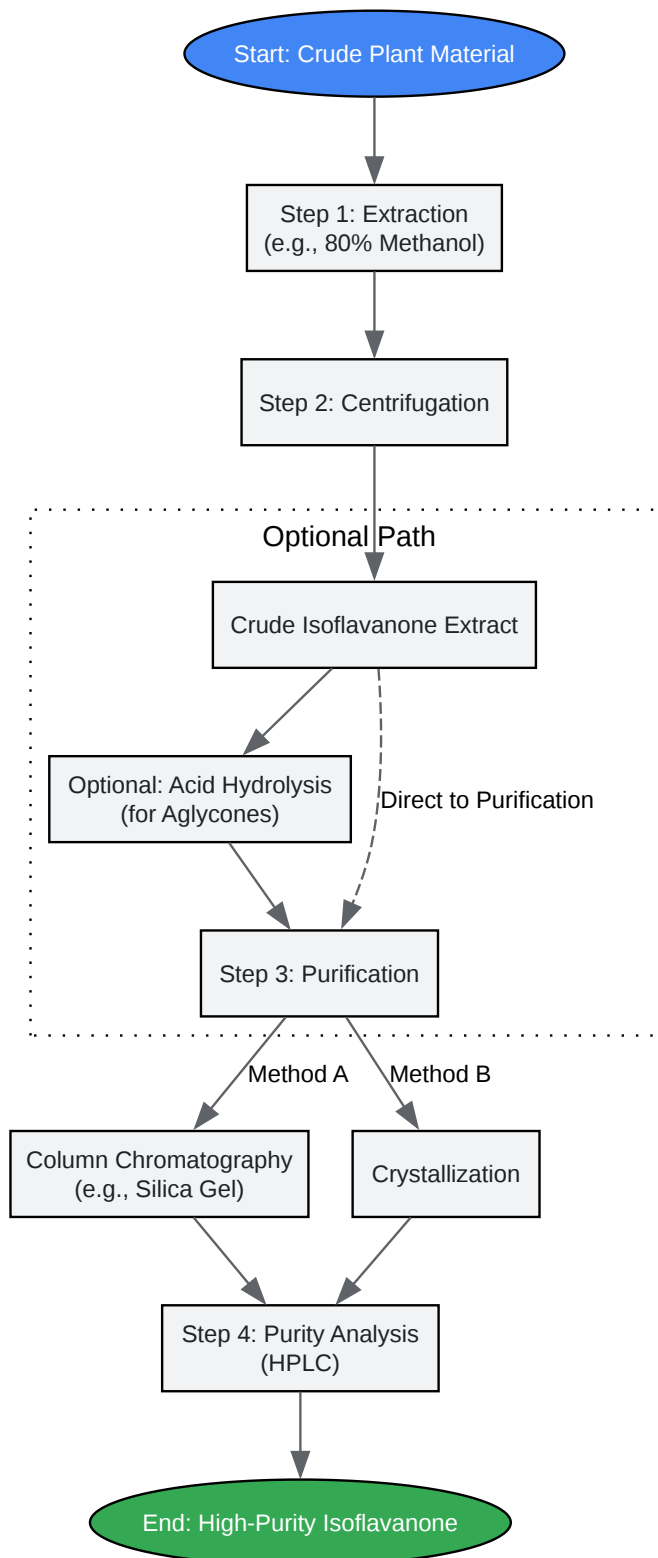 Start: Crude Plant Material
Step 1: Extraction
(e.g., 80% Methanol)
Step 2: Centrifugation
Optional Path
Crude Isoflavanone Extract
Optional: Acid Hydrolysis
(for Aglycones)
Direct to Purification
Step 3: Purification
Method A
Method B
Column Chromatography
(e.g., Silica Gel)
Crystallization
Step 4: Purity Analysis
(HPLC)
End: High-Purity Isoflavanone